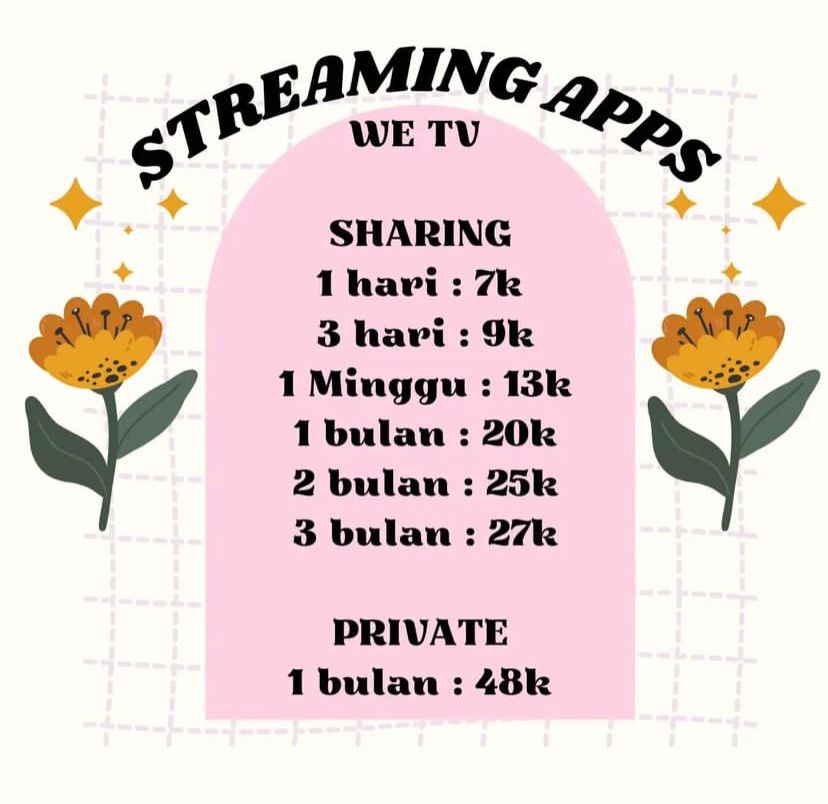 STREAMING APPS
WE TV
SHARING
1 hari : 7k
3 hari : 9k
1 Minggu : 13k
1 bulan : 20k
2 bulan : 25k
3 bulan : 27k
PRIVATE
1 bulan : 48k